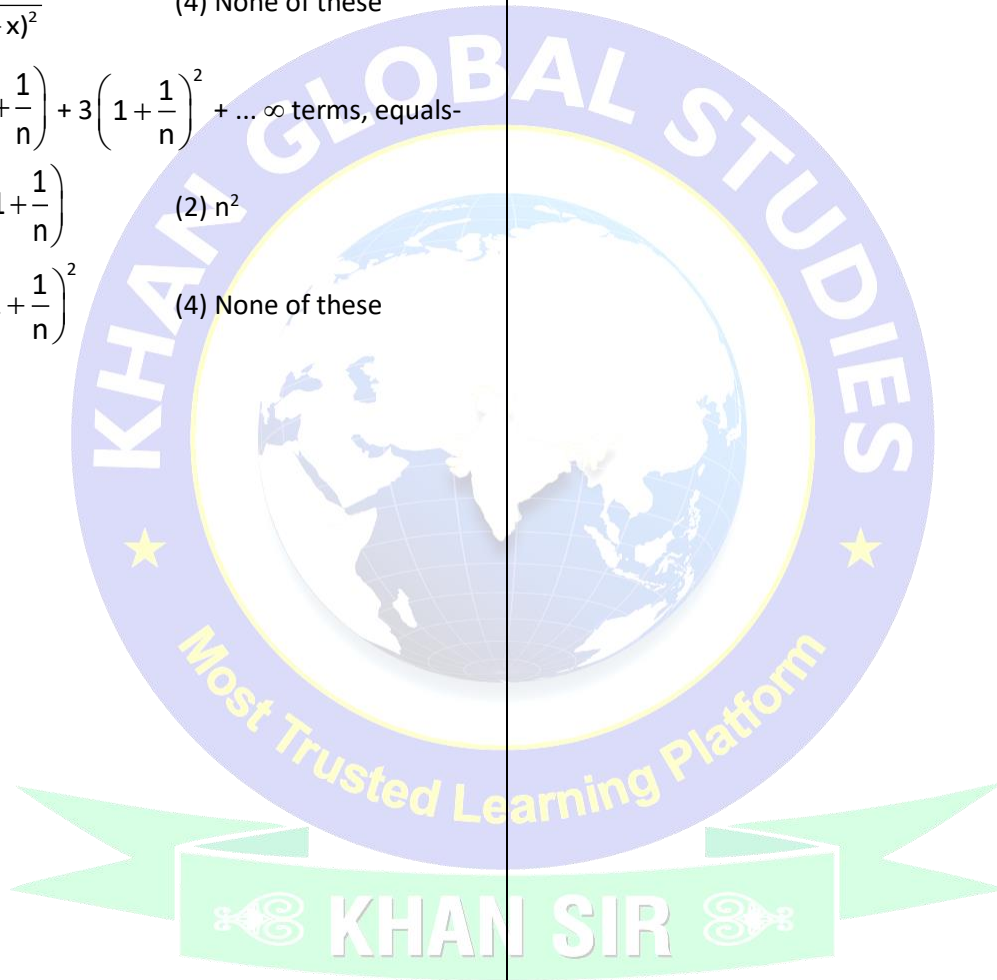 x)² (4) None of these
+ 1/n) + 3(1 + 1/n)² + ... ∞ terms, equals-
+ 1/n) (2) n²
+ 1/n)² (4) None of these
KHAN GLOBAL STUDIES
Most Trusted Learning Platform
KHAN SIR